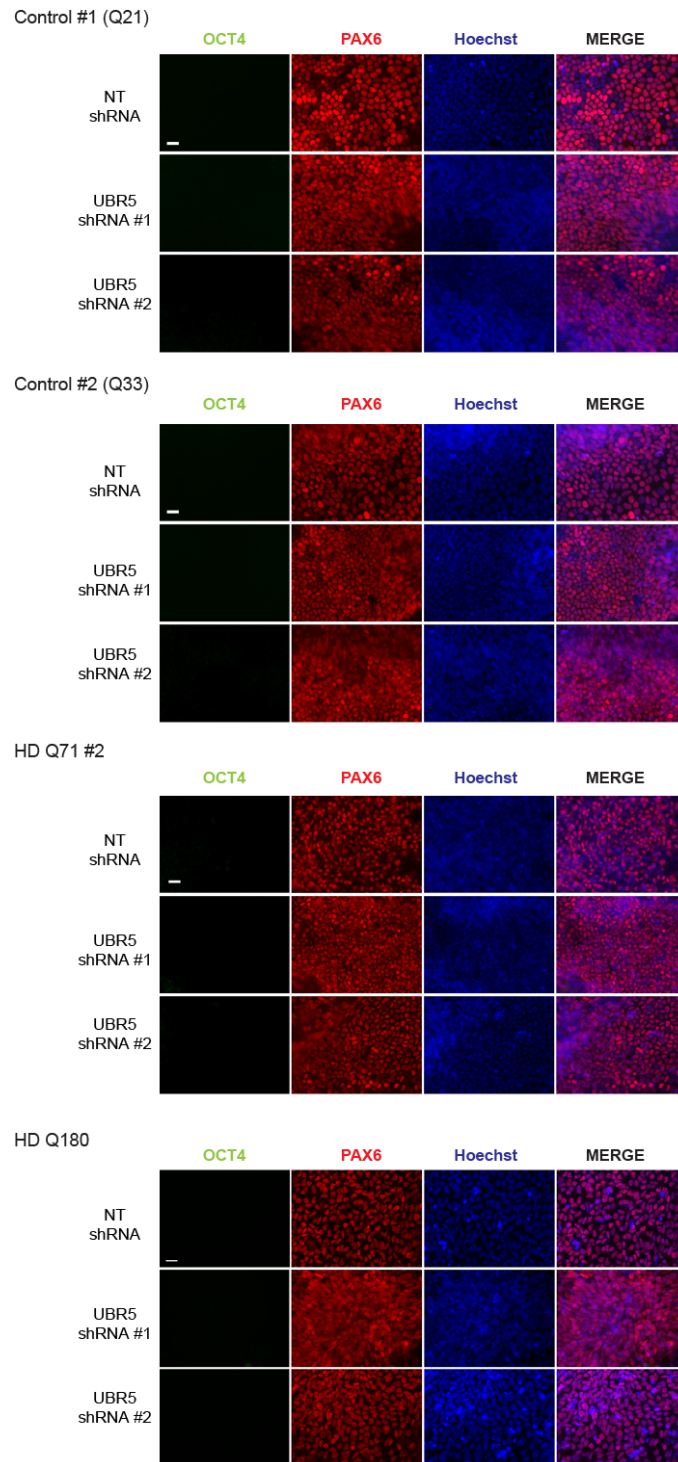 Control #1 (Q21)
OCT4 PAX6 Hoechst MERGE
NT
shRNA
UBR5
shRNA #1
UBR5
shRNA #2
Control #2 (Q33)
OCT4 PAX6 Hoechst MERGE
NT
shRNA
UBR5
shRNA #1
UBR5
shRNA #2
HD Q71 #2
OCT4 PAX6 Hoechst MERGE
NT
shRNA
UBR5
shRNA #1
UBR5
shRNA #2
HD Q180
OCT4 PAX6 Hoechst MERGE
NT
shRNA
UBR5
shRNA #1
UBR5
shRNA #2